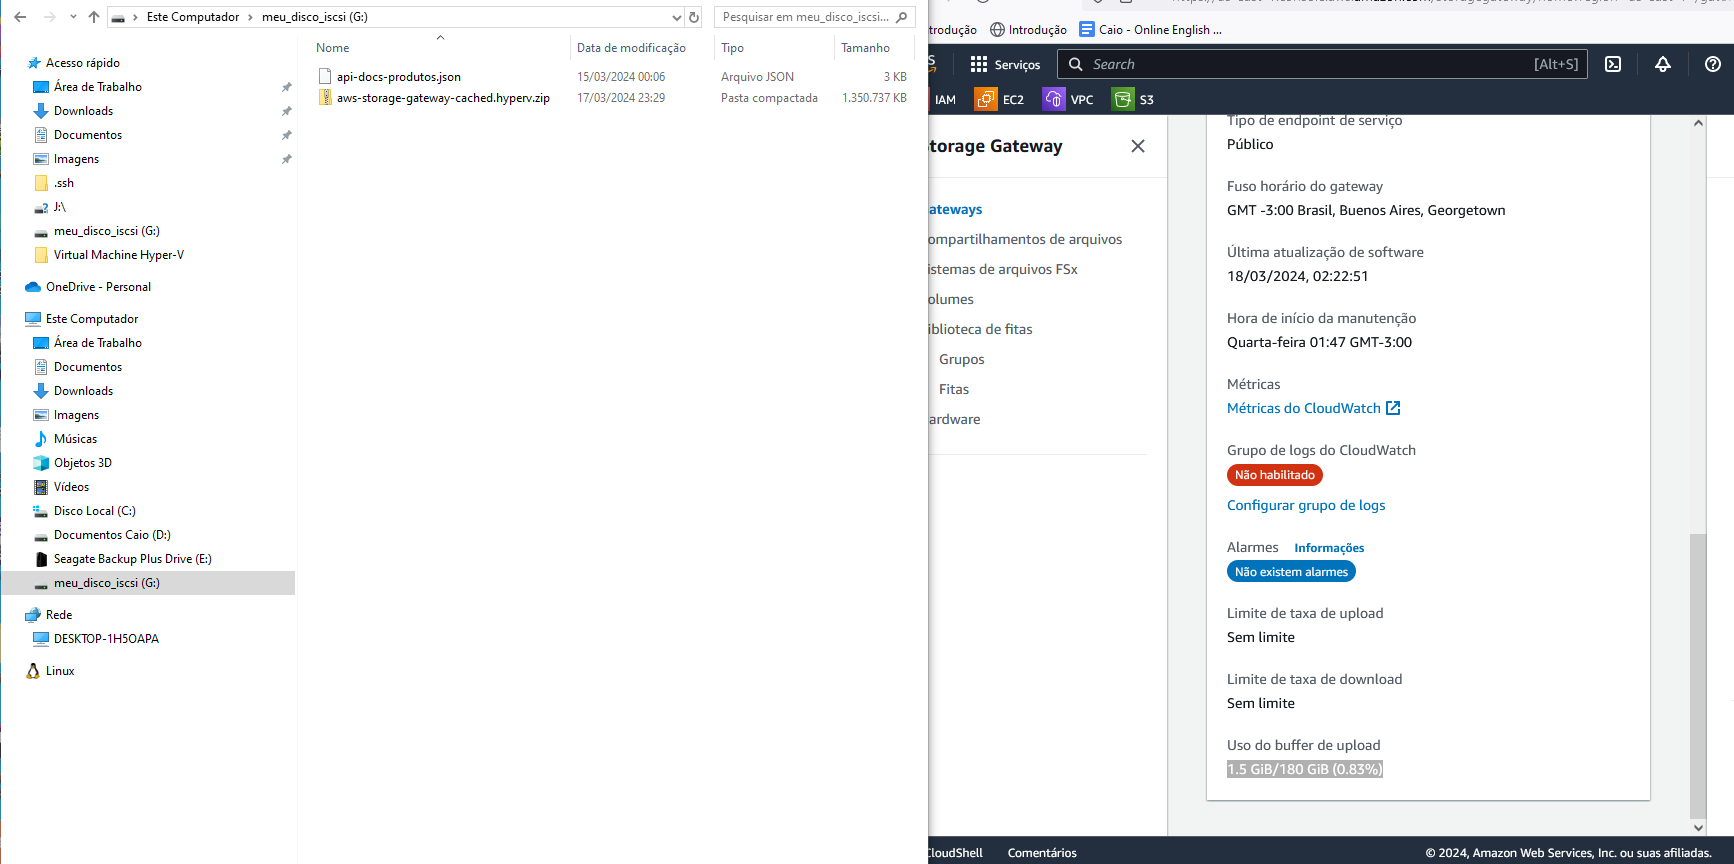 Este Computador
meu_disco_iscsi (G:)
Pesquisar em meu_disco_iscsi...
Nome
Data de modificação
Tipo
Tamanho
api-docs-produtos.json
15/03/2024 00:06
Arquivo JSON
3 KB
aws-storage-gateway-cached.hyperv.zip
17/03/2024 23:29
Pasta compactada
1.350.737 KB
Acesso rápido
Área de Trabalho
Downloads
Documentos
Imagens
.ssh
J:\
meu_disco_iscsi (G:)
Virtual Machine Hyper-V
OneDrive - Personal
Este Computador
Área de Trabalho
Documentos
Downloads
Imagens
Músicas
Objetos 3D
Vídeos
Disco Local (C:)
Documentos Caio (D:)
Seagate Backup Plus Drive (E:)
meu_disco_iscsi (G:)
Rede
DESKTOP-1H5OAPA
Linux
trodução
Introdução
Caio - Online English ...
Serviços
Search
[Alt+S]
IAM
EC2
VPC
S3
torage Gateway
ateways
ompartilhamentos de arquivos
istemas de arquivos FSx
olumes
iblioteca de fitas
Grupos
Fitas
ardware
Tipo de endpoint de serviço
Público
Fuso horário do gateway
GMT -3:00 Brasil, Buenos Aires, Georgetown
Última atualização de software
18/03/2024, 02:22:51
Hora de início da manutenção
Quarta-feira 01:47 GMT-3:00
Métricas
Métricas do CloudWatch
Grupo de logs do CloudWatch
Não habilitado
Configurar grupo de logs
Alarmes Informações
Não existem alarmes
Limite de taxa de upload
Sem limite
Limite de taxa de download
Sem limite
Uso do buffer de upload
1.5 GiB/180 GiB (0.83%)
CloudShell
Comentários
© 2024, Amazon Web Services, Inc. ou suas afiliadas.